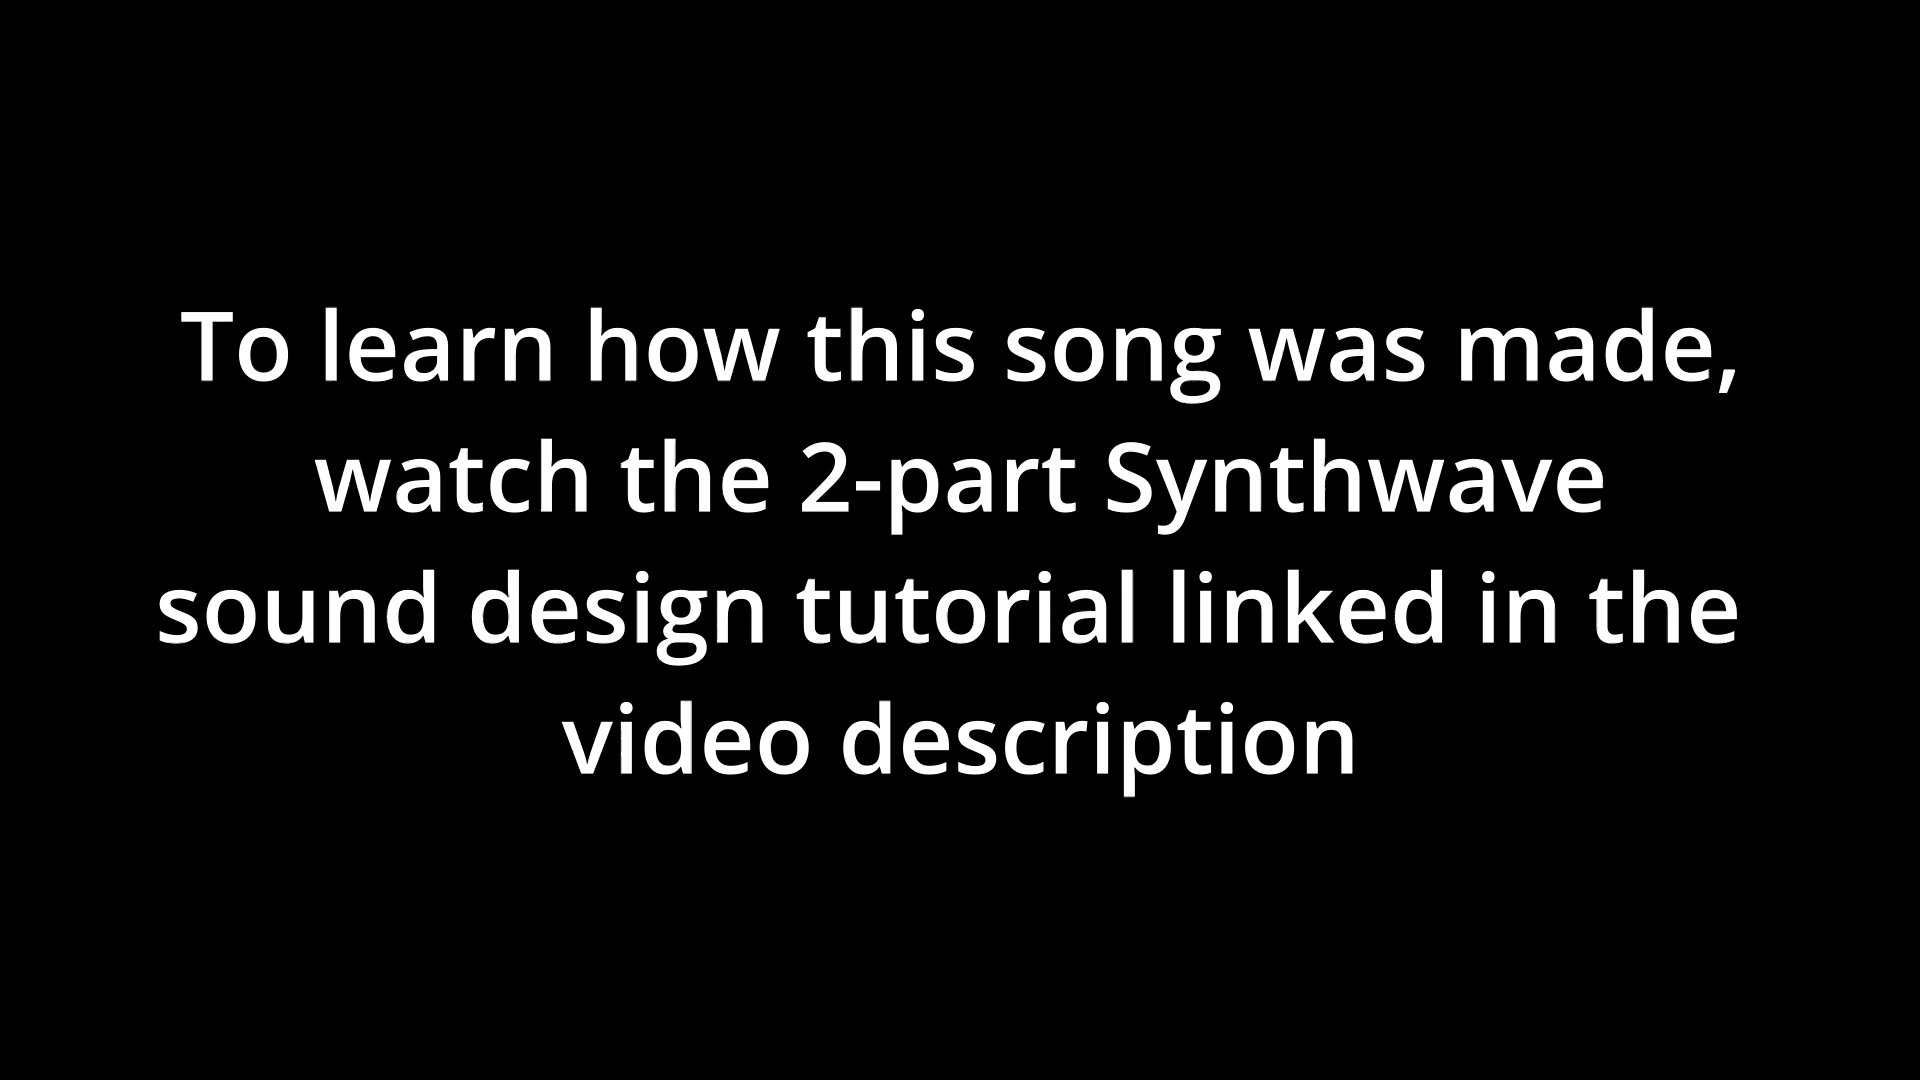 To learn how this song was made,
watch the 2-part Synthwave
sound design tutorial linked in the
video description